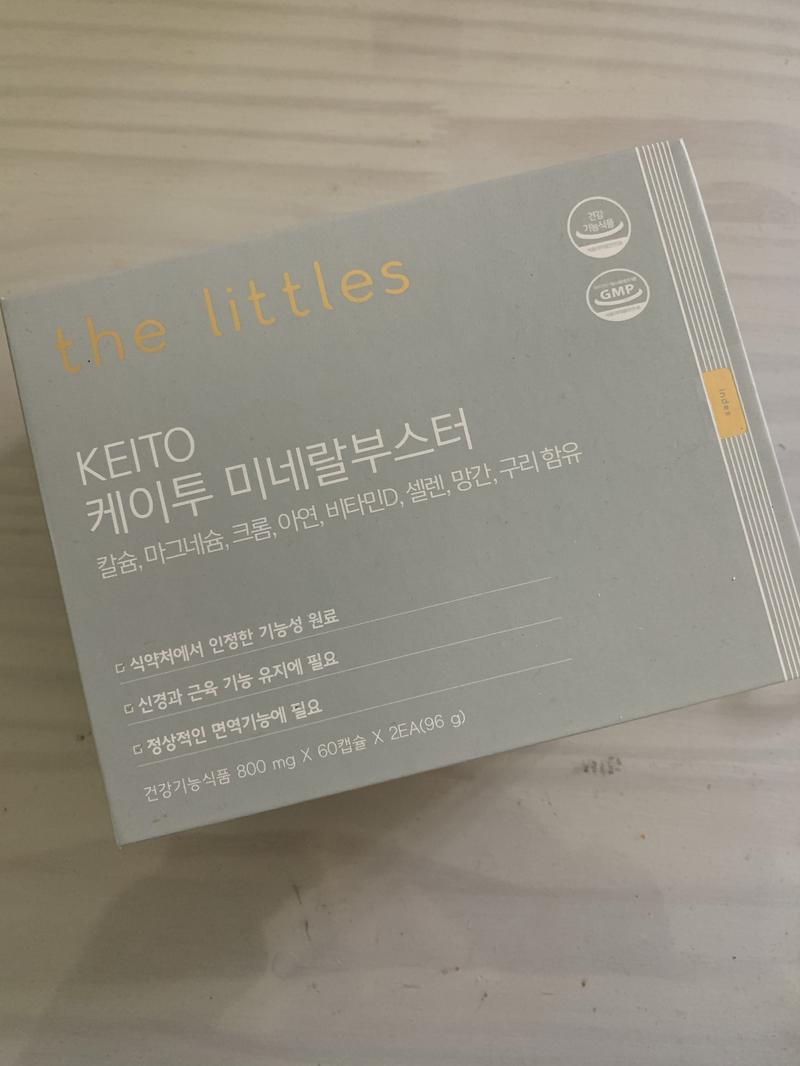 the littles
건강
기능식품
GMP
indes
KEITO
케이투 미네랄부스터
칼슘, 마그네슘, 크롬, 아연, 비타민D, 셀렌, 망간, 구리 함유
식약처에서 인정한 기능성 원료
신경과 근육 기능 유지에 필요
정상적인 면역기능에 필요
건강기능식품 800 mg X 60캡슐 X 2EA(96 g)